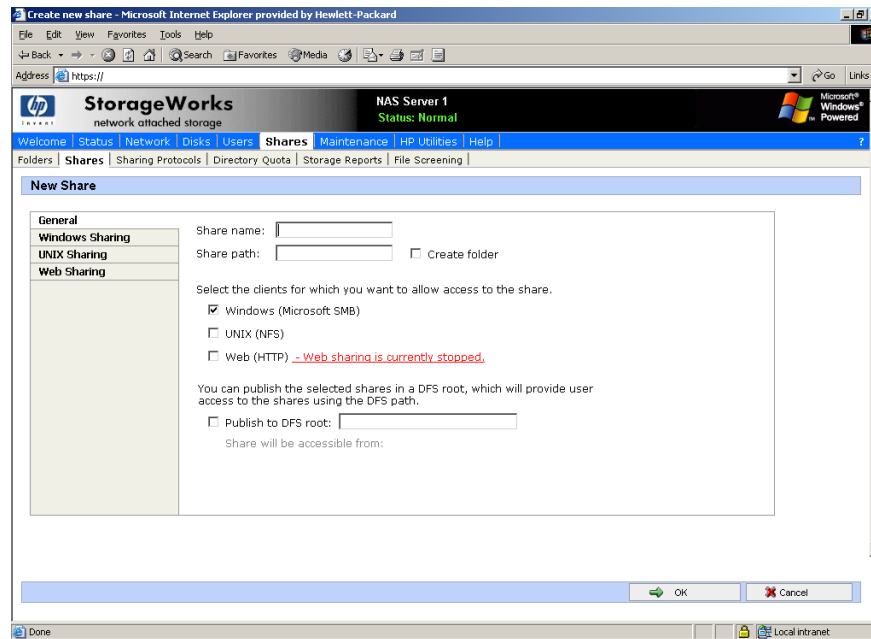 Create new share - Microsoft Internet Explorer provided by Hewlett-Packard
File Edit View Favorites Tools Help
Back Search Favorites Media
Address https:// Go Links
hp invent StorageWorks NAS Server 1 Microsoft® Windows® Powered
network attached storage Status: Normal
Welcome Status Network Disks Users Shares Maintenance HP Utilities Help ?
Folders Shares Sharing Protocols Directory Quota Storage Reports File Screening
New Share
General
Windows Sharing
UNIX Sharing
Web Sharing
Share name:
Share path: Create folder
Select the clients for which you want to allow access to the share.
Windows (Microsoft SMB)
UNIX (NFS)
Web (HTTP) - Web sharing is currently stopped.
You can publish the selected shares in a DFS root, which will provide user
access to the shares using the DFS path.
Publish to DFS root:
Share will be accessible from:
OK Cancel
Done Local intranet